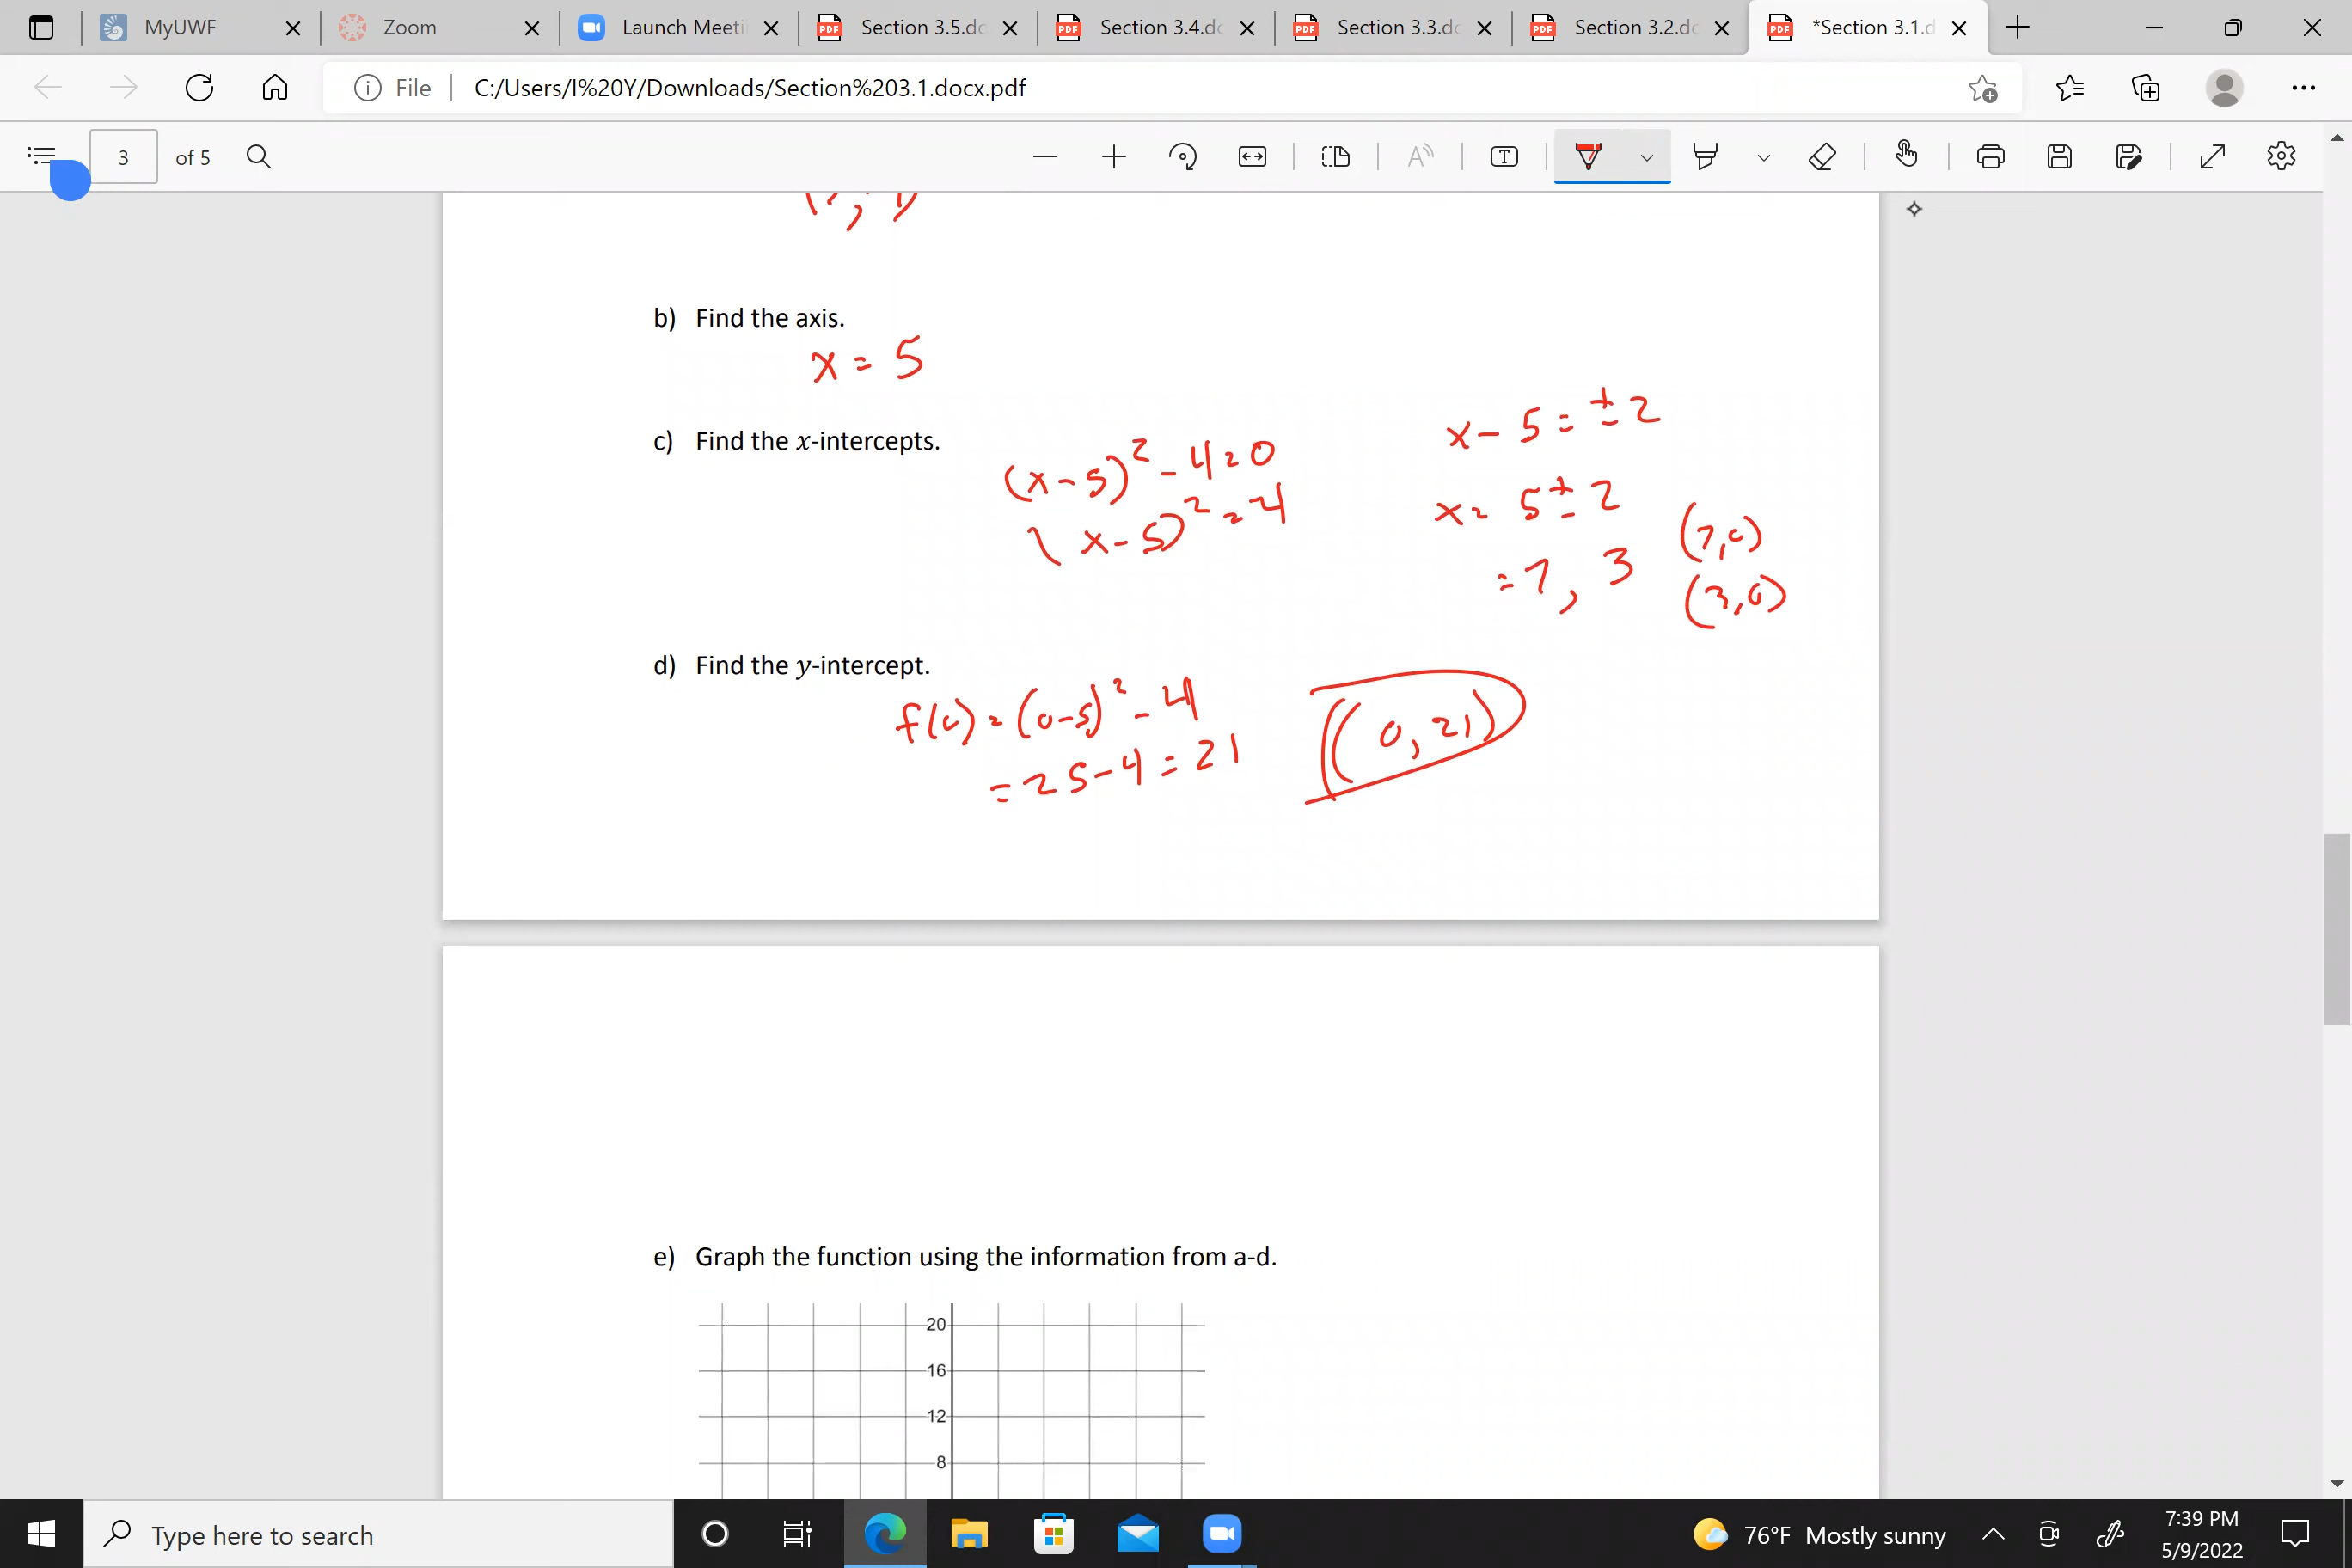 MyUWF
Zoom
Launch Meeti
Section 3.5.dc
Section 3.4.dc
Section 3.3.dc
Section 3.2.dc
*Section 3.1.d
File
C:/Users/I%20Y/Downloads/Section%203.1.docx.pdf
3 of 5
b) Find the axis.
x = 5
c) Find the x-intercepts.
(x-5)² - 4 = 0
(x-5)² = 4
x - 5 = ± 2
x = 5 ± 2
= 7, 3
(7,0)
(3,0)
d) Find the y-intercept.
f(0) = (0-5)² - 4
= 25 - 4 = 21
(0, 21)
e) Graph the function using the information from a-d.
20
16
12
8
Type here to search
76°F Mostly sunny
7:39 PM
5/9/2022